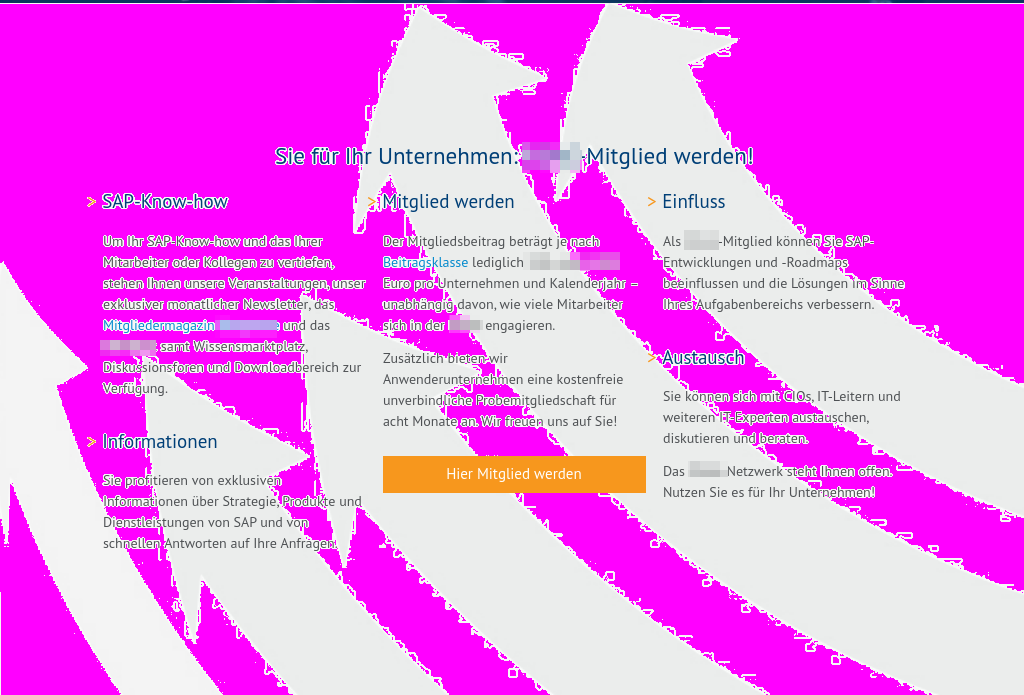 Sie für Ihr Unternehmen: -Mitglied werden!
> SAP-Know-how
Um Ihr SAP-Know-how und das Ihrer
Mitarbeiter oder Kollegen zu vertiefen,
stehen Ihnen unsere Veranstaltungen, unser
exklusiver monatlicher Newsletter, das
Mitgliedermagazin und das
samt Wissensmarktplatz,
Diskussionsforen und Downloadbereich zur
Verfügung.
> Informationen
Sie profitieren von exklusiven
Informationen über Strategie, Produkte und
Dienstleistungen von SAP und von
schnellen Antworten auf Ihre Anfragen.
> Mitglied werden
Der Mitgliedsbeitrag beträgt je nach
Beitragsklasse lediglich
Euro pro Unternehmen und Kalenderjahr –
unabhängig davon, wie viele Mitarbeiter
sich in der engagieren.
Zusätzlich bieten wir
Anwenderunternehmen eine kostenfreie
unverbindliche Probemitgliedschaft für
acht Monate an. Wir freuen uns auf Sie!
Hier Mitglied werden
> Einfluss
Als -Mitglied können Sie SAP-
Entwicklungen und -Roadmaps
beeinflussen und die Lösungen im Sinne
Ihres Aufgabenbereichs verbessern.
> Austausch
Sie können sich mit CIOs, IT-Leitern und
weiteren IT-Experten austauschen,
diskutieren und beraten.
Das -Netzwerk steht Ihnen offen.
Nutzen Sie es für Ihr Unternehmen!